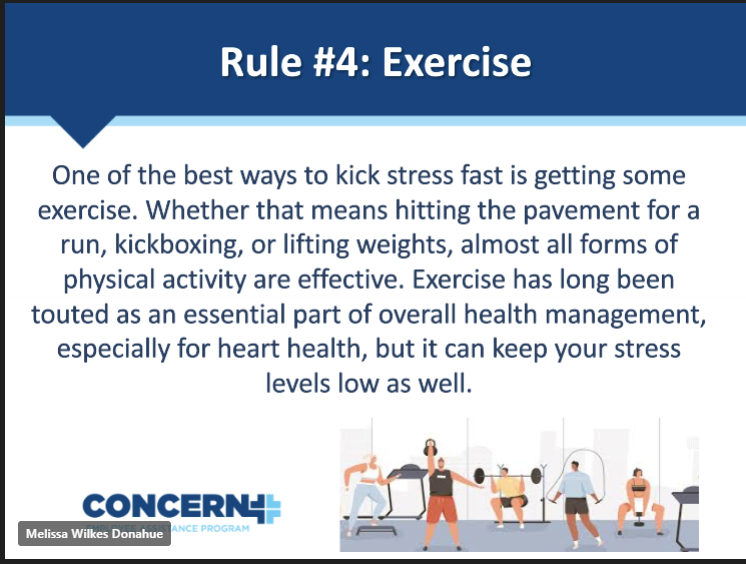 Rule #4: Exercise
One of the best ways to kick stress fast is getting some
exercise. Whether that means hitting the pavement for a
run, kickboxing, or lifting weights, almost all forms of
physical activity are effective. Exercise has long been
touted as an essential part of overall health management,
especially for heart health, but it can keep your stress
levels low as well.
CONCERN
EMPLOYEE ASSISTANCE PROGRAM
Melissa Wilkes Donahue